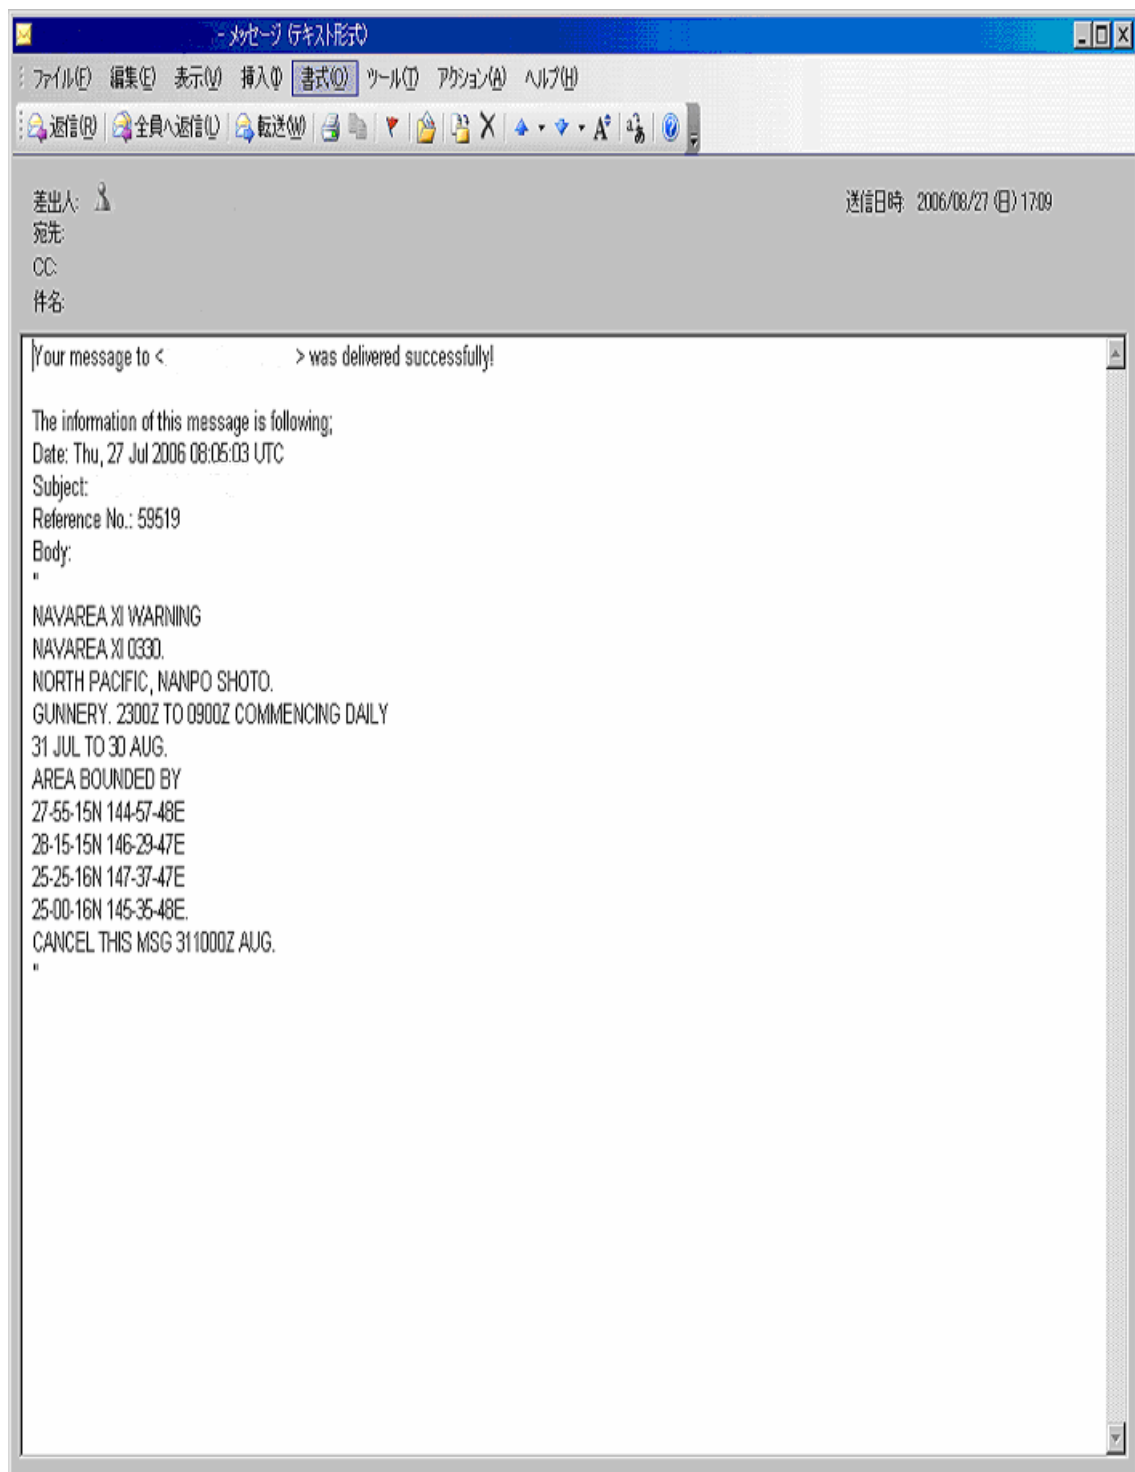 - メッセージ (テキスト形式)
ファイル(F) 編集(E) 表示(V) 挿入(I) 書式(O) ツール(T) アクション(A) ヘルプ(H)
返信(R) 全員へ返信(L) 転送(W)
差出人: 送信日時: 2006/08/27 (日) 17:09
宛先:
CC:
件名:
Your message to < > was delivered successfully!
The information of this message is following;
Date: Thu, 27 Jul 2006 08:05:03 UTC
Subject:
Reference No.: 59519
Body:
"
NAVAREA XI WARNING
NAVAREA XI 0330.
NORTH PACIFIC, NANPO SHOTO.
GUNNERY. 2300Z TO 0900Z COMMENCING DAILY
31 JUL TO 30 AUG.
AREA BOUNDED BY
27-55-15N 144-57-48E
28-15-15N 146-29-47E
25-25-16N 147-37-47E
25-00-16N 145-35-48E.
CANCEL THIS MSG 311000Z AUG.
"